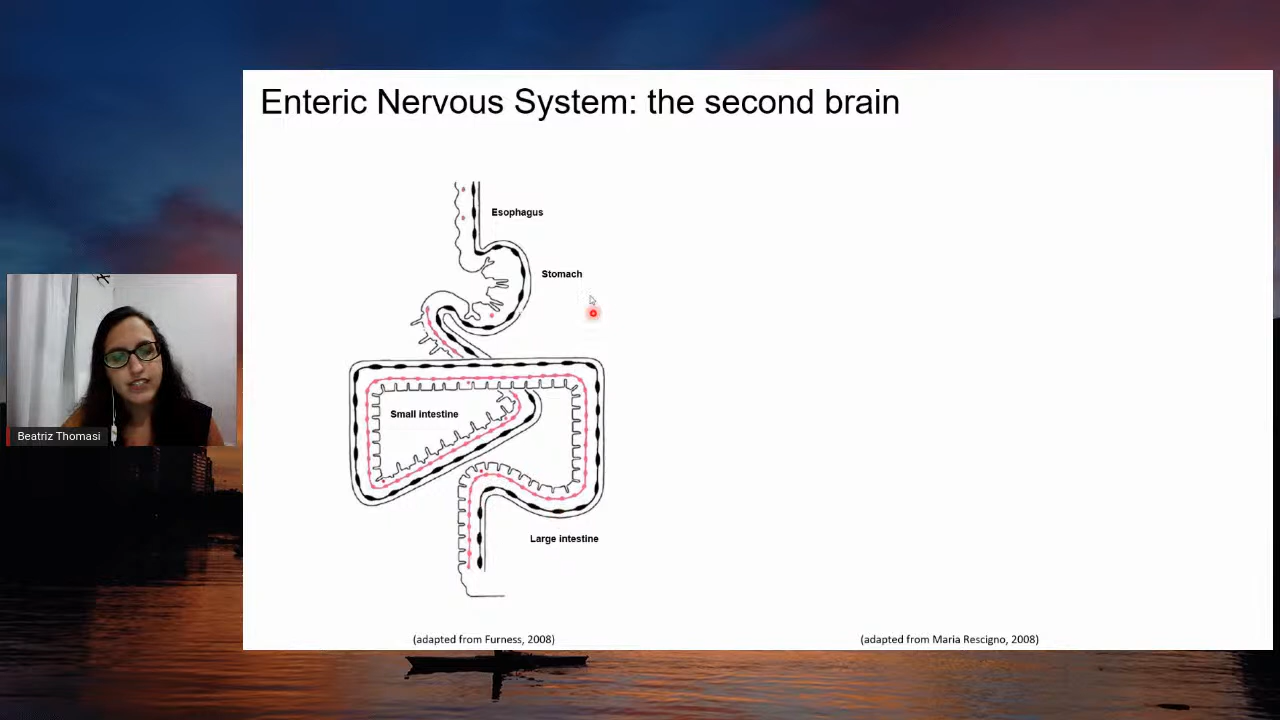 Enteric Nervous System: the second brain
Esophagus
Stomach
Small intestine
Large intestine
Beatriz Thomasi
(adapted from Furness, 2008)
(adapted from Maria Rescigno, 2008)